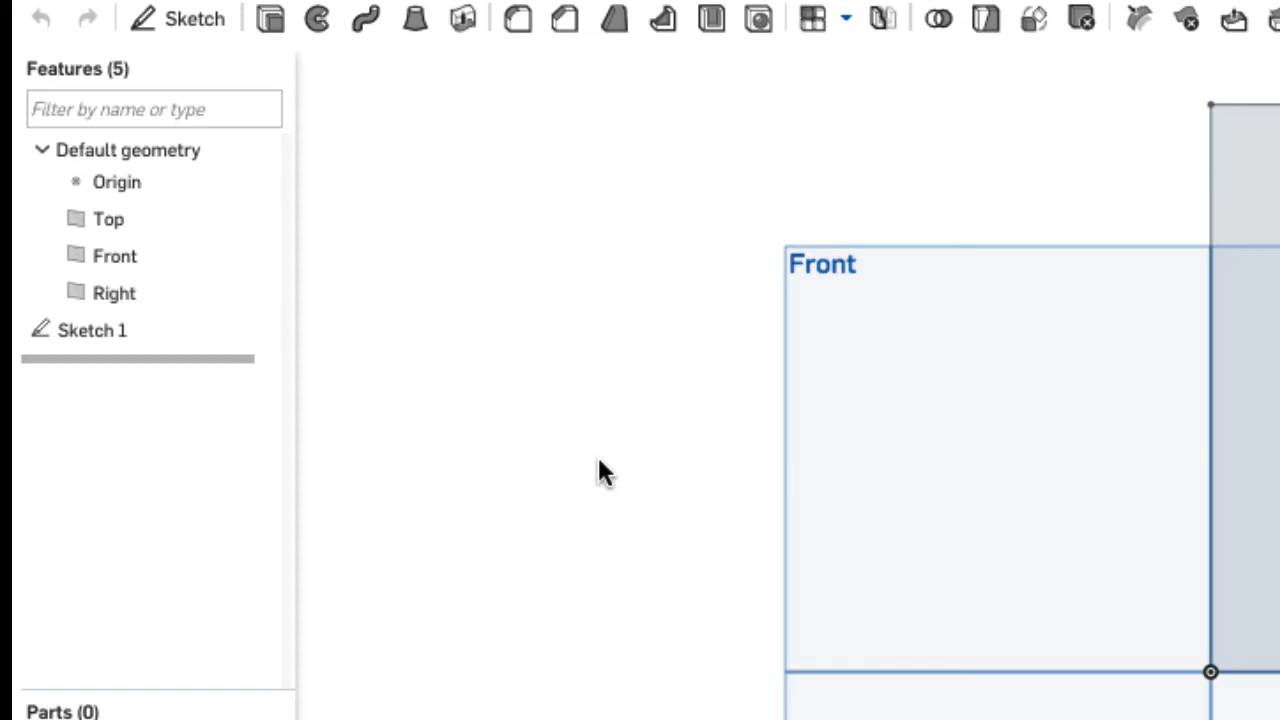 Sketch
Features (5)
Filter by name or type
Default geometry
Origin
Top
Front
Right
Sketch 1
Front
Parts (0)